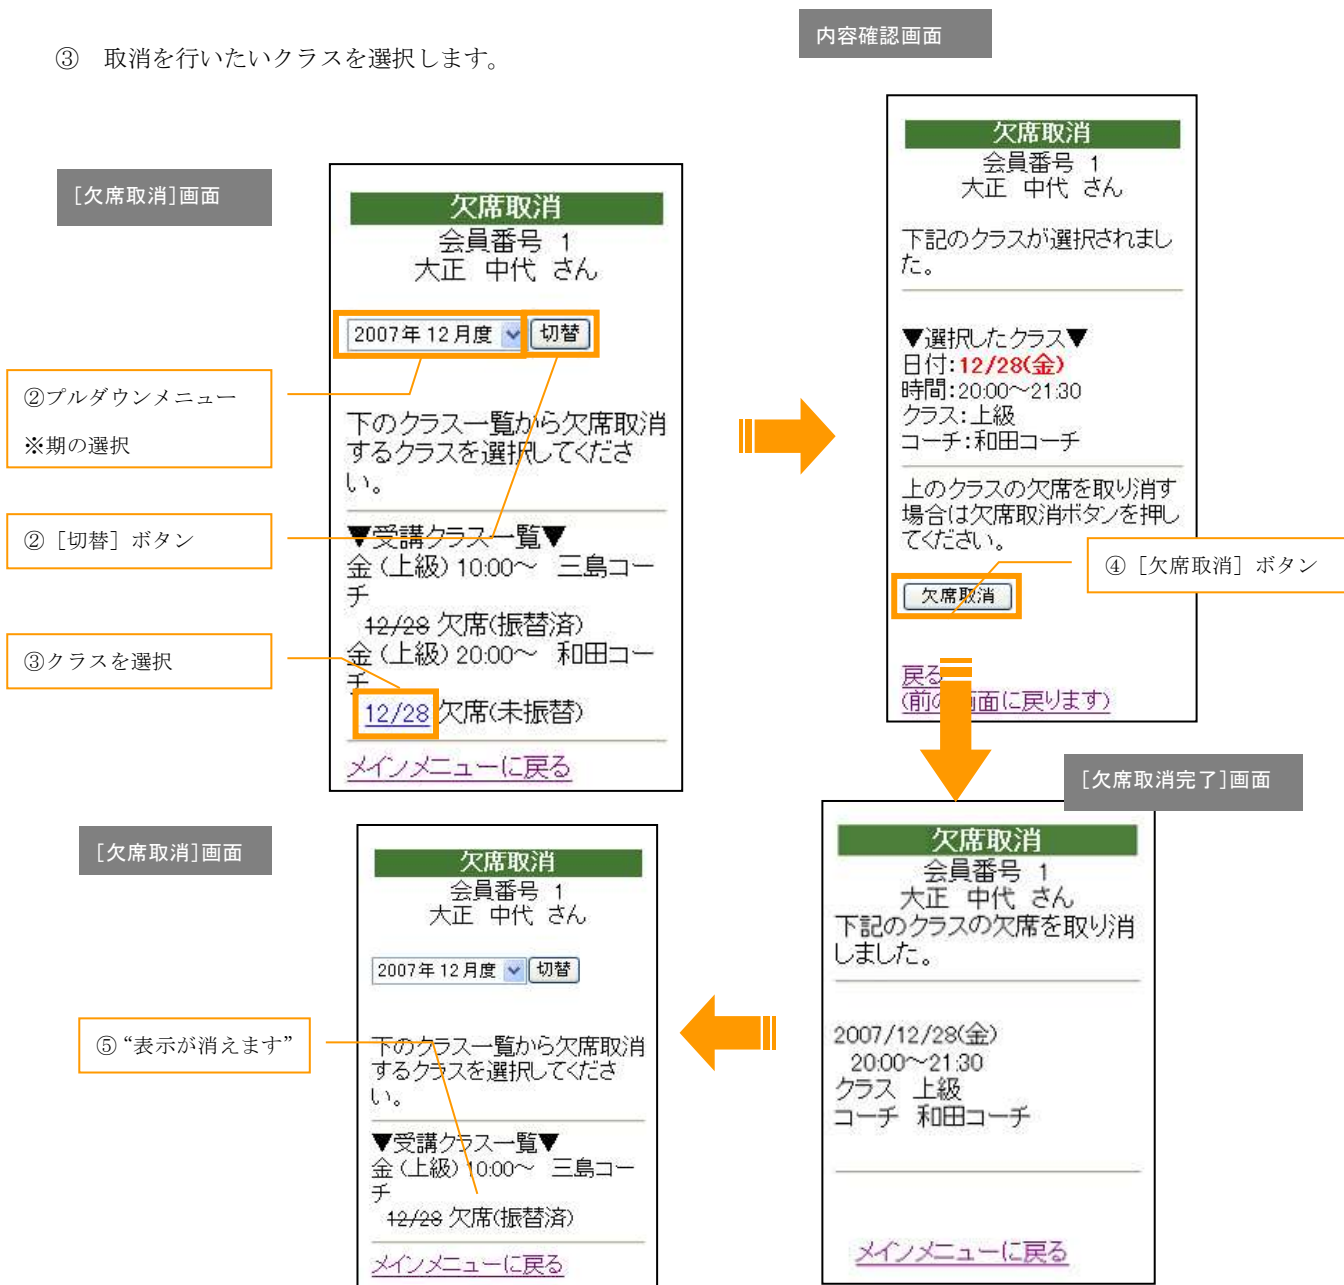 ③　取消を行いたいクラスを選択します。
内容確認画面
[欠席取消]画面
欠席取消
会員番号 1
大正 中代 さん
2007年12月度
切替
下のクラス一覧から欠席取消
するクラスを選択してくださ
い。
▼受講クラス一覧▼
金(上級)10:00～ 三島コー
チ
12/28 欠席(振替済)
金(上級)20:00～ 和田コー
チ
12/28 欠席(未振替)
メインメニューに戻る
②プルダウンメニュー
※期の選択
②［切替］ボタン
③クラスを選択
欠席取消
会員番号 1
大正 中代 さん
下記のクラスが選択されまし
た。
▼選択したクラス▼
日付:12/28(金)
時間:20:00～21:30
クラス:上級
コーチ:和田コーチ
上のクラスの欠席を取り消す
場合は欠席取消ボタンを押し
てください。
欠席取消
④［欠席取消］ボタン
戻る
(前の画面に戻ります)
[欠席取消完了]画面
欠席取消
会員番号 1
大正 中代 さん
下記のクラスの欠席を取り消
しました。
2007/12/28(金)
20:00～21:30
クラス 上級
コーチ 和田コーチ
メインメニューに戻る
[欠席取消]画面
欠席取消
会員番号 1
大正 中代 さん
2007年12月度
切替
下のクラス一覧から欠席取消
するクラスを選択してくださ
い。
▼受講クラス一覧▼
金(上級)10:00～ 三島コー
チ
12/28 欠席(振替済)
メインメニューに戻る
⑤“表示が消えます”